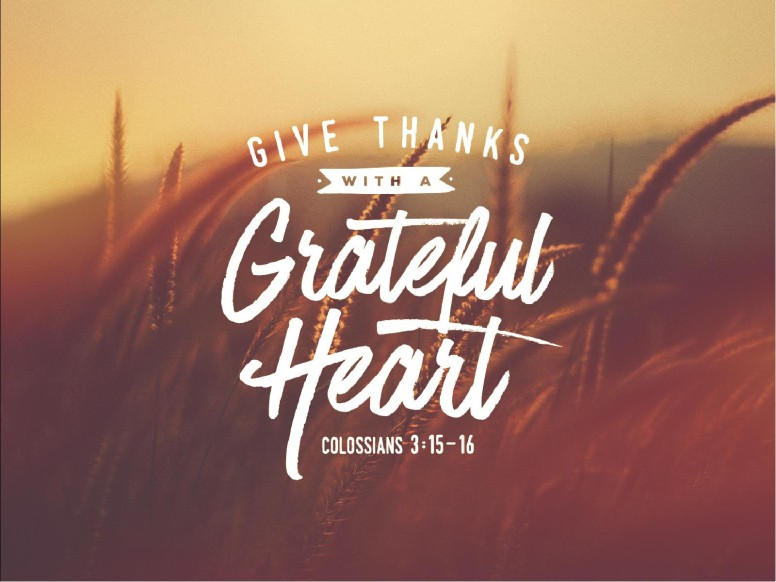 GIVE THANKS
WITH A
Grateful
Heart
COLOSSIANS 3:15-16